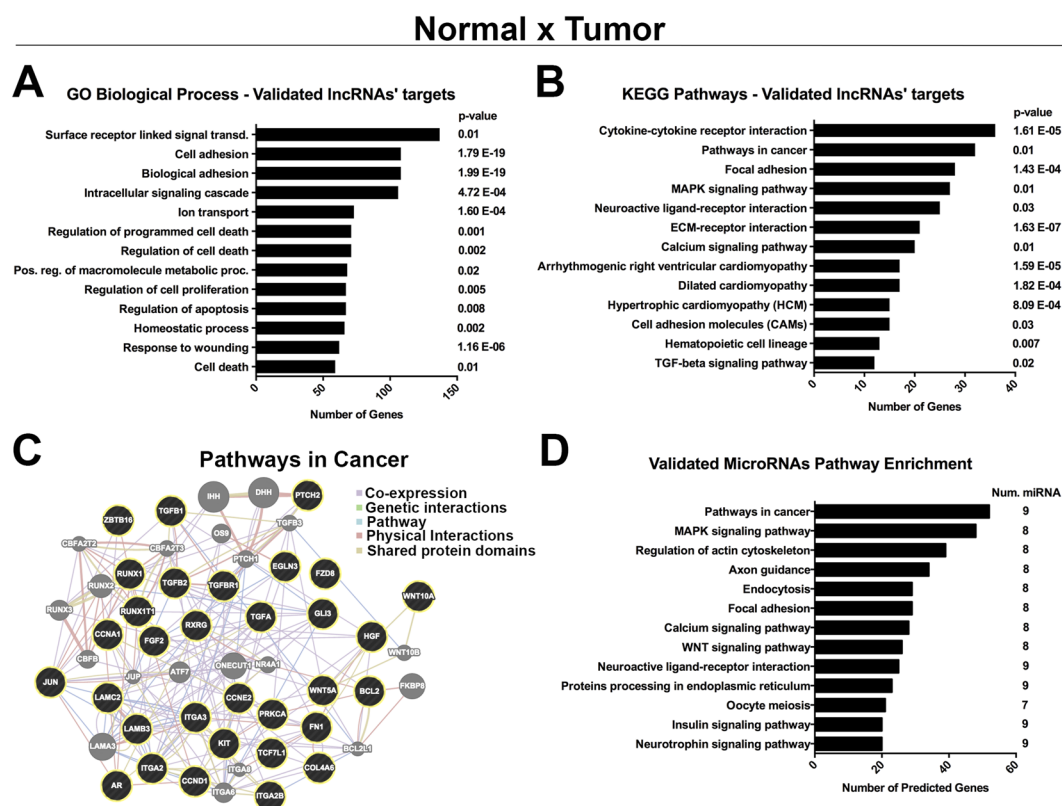 Normal x Tumor
A
GO Biological Process - Validated lncRNAs' targets
p-value
Surface receptor linked signal transd. 0.01
Cell adhesion 1.79 E-19
Biological adhesion 1.99 E-19
Intracellular signaling cascade 4.72 E-04
Ion transport 1.60 E-04
Regulation of programmed cell death 0.001
Regulation of cell death 0.002
Pos. reg. of macromolecule metabolic proc. 0.02
Regulation of cell proliferation 0.005
Regulation of apoptosis 0.008
Homeostatic process 0.002
Response to wounding 1.16 E-06
Cell death 0.01
0 50 100 150
Number of Genes
B
KEGG Pathways - Validated lncRNAs' targets
p-value
Cytokine-cytokine receptor interaction 1.61 E-05
Pathways in cancer 0.01
Focal adhesion 1.43 E-04
MAPK signaling pathway 0.01
Neuroactive ligand-receptor interaction 0.03
ECM-receptor interaction 1.63 E-07
Calcium signaling pathway 0.01
Arrhythmogenic right ventricular cardiomyopathy 1.59 E-05
Dilated cardiomyopathy 1.82 E-04
Hypertrophic cardiomyopathy (HCM) 8.09 E-04
Cell adhesion molecules (CAMs) 0.03
Hematopoietic cell lineage 0.007
TGF-beta signaling pathway 0.02
0 10 20 30 40
Number of Genes
C
Pathways in Cancer
Co-expression
Genetic interactions
Pathway
Physical Interactions
Shared protein domains
IHH
DHH
PTCH2
ZBTB16
TGFB1
TGFB3
OS9
CBFA2T2
CBFA2T3
PTCH1
RUNX1
EGLN3
FZD8
RUNX2
TGFB2
TGFBR1
WNT10A
RUNX3
RUNX1T1
TGFA
GLI3
RXRG
CCNA1
FGF2
HGF
WNT10B
CBFB
JUP
ATF7
ONECUT1
NR4A1
JUN
LAMC2
CCNE2
WNT5A
BCL2
FKBP8
ITGA3
PRKCA
LAMB3
FN1
LAMA3
KIT
TCF7L1
BCL2L1
ITGA2
ITGA8
COL4A6
AR
CCND1
ITGA6
ITGA2B
D
Validated MicroRNAs Pathway Enrichment
Num. miRNA
Pathways in cancer 9
MAPK signaling pathway 8
Regulation of actin cytoskeleton 8
Axon guidance 8
Endocytosis 8
Focal adhesion 8
Calcium signaling pathway 8
WNT signaling pathway 8
Neuroactive ligand-receptor interaction 9
Proteins processing in endoplasmic reticulum 9
Oocyte meiosis 7
Insulin signaling pathway 9
Neurotrophin signaling pathway 9
0 20 40 60
Number of Predicted Genes